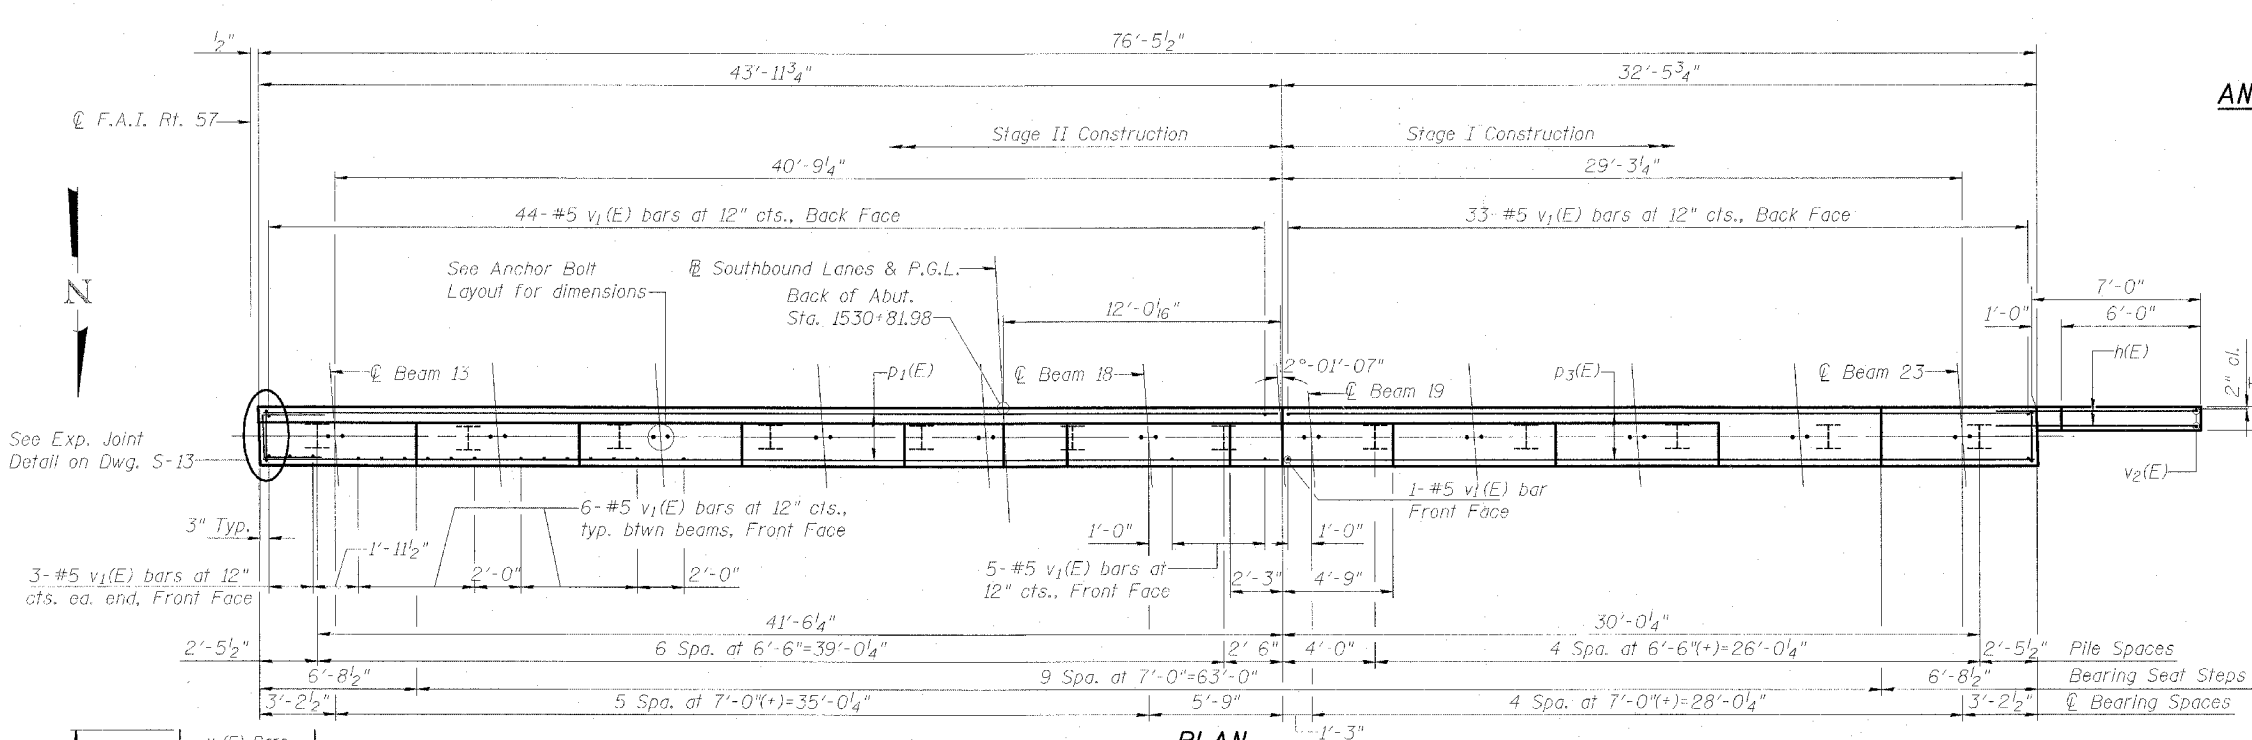 1/2"
76'-5 1/2"
43'-11 3/4"
32'-5 3/4"
AN
℄ F.A.I. Rt. 57
Stage II Construction
Stage I Construction
40'-9 1/4"
29'-3 1/4"
44-#5 v1(E) bars at 12" cts., Back Face
33-#5 v1(E) bars at 12" cts., Back Face
N
See Anchor Bolt
Layout for dimensions
Southbound Lanes & P.G.L.
Back of Abut.
Sta. 1530+81.98
12'-0 1/16"
7'-0"
1'-0"
6'-0"
h(E)
2" cl.
℄ Beam 13
p1(E)
℄ Beam 18
2°-01'-07"
℄ Beam 19
p3(E)
℄ Beam 23
See Exp. Joint
Detail on Dwg. S-13
v2(E)
3" Typ.
6-#5 v1(E) bars at 12" cts.,
typ. btwn beams, Front Face
1-#5 v1(E) bar
Front Face
1'-0"
1'-0"
1'-11 1/2"
3-#5 v1(E) bars at 12"
cts. ea. end, Front Face
2'-0"
2'-0"
5-#5 v1(E) bars at
12" cts., Front Face
2'-3"
4'-9"
41'-6 1/4"
30'-0 1/4"
2'-5 1/2"
6 Spa. at 6'-6"=39'-0 1/4"
2' 6"
4'-0"
4 Spa. at 6'-6"(+)=26'-0 1/4"
2'-5 1/2"
Pile Spaces
6'-8 1/2"
9 Spa. at 7'-0"=63'-0"
6'-8 1/2"
Bearing Seat Steps
3'-2 1/2"
5 Spa. at 7'-0"(+)=35'-0 1/4"
5'-9"
4 Spa. at 7'-0"(+)=28'-0 1/4"
3'-2 1/2"
℄ Bearing Spaces
1'-3"
PLAN
(E) Bars